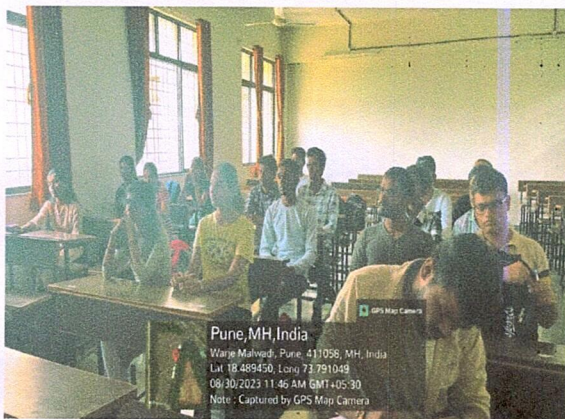 GPS Map Camera
Pune,MH,India
Warje Malwadi, Pune, 411058, MH, India
Lat 18.489450, Long 73.791049
08/30/2023 11:46 AM GMT+05:30
Note : Captured by GPS Map Camera